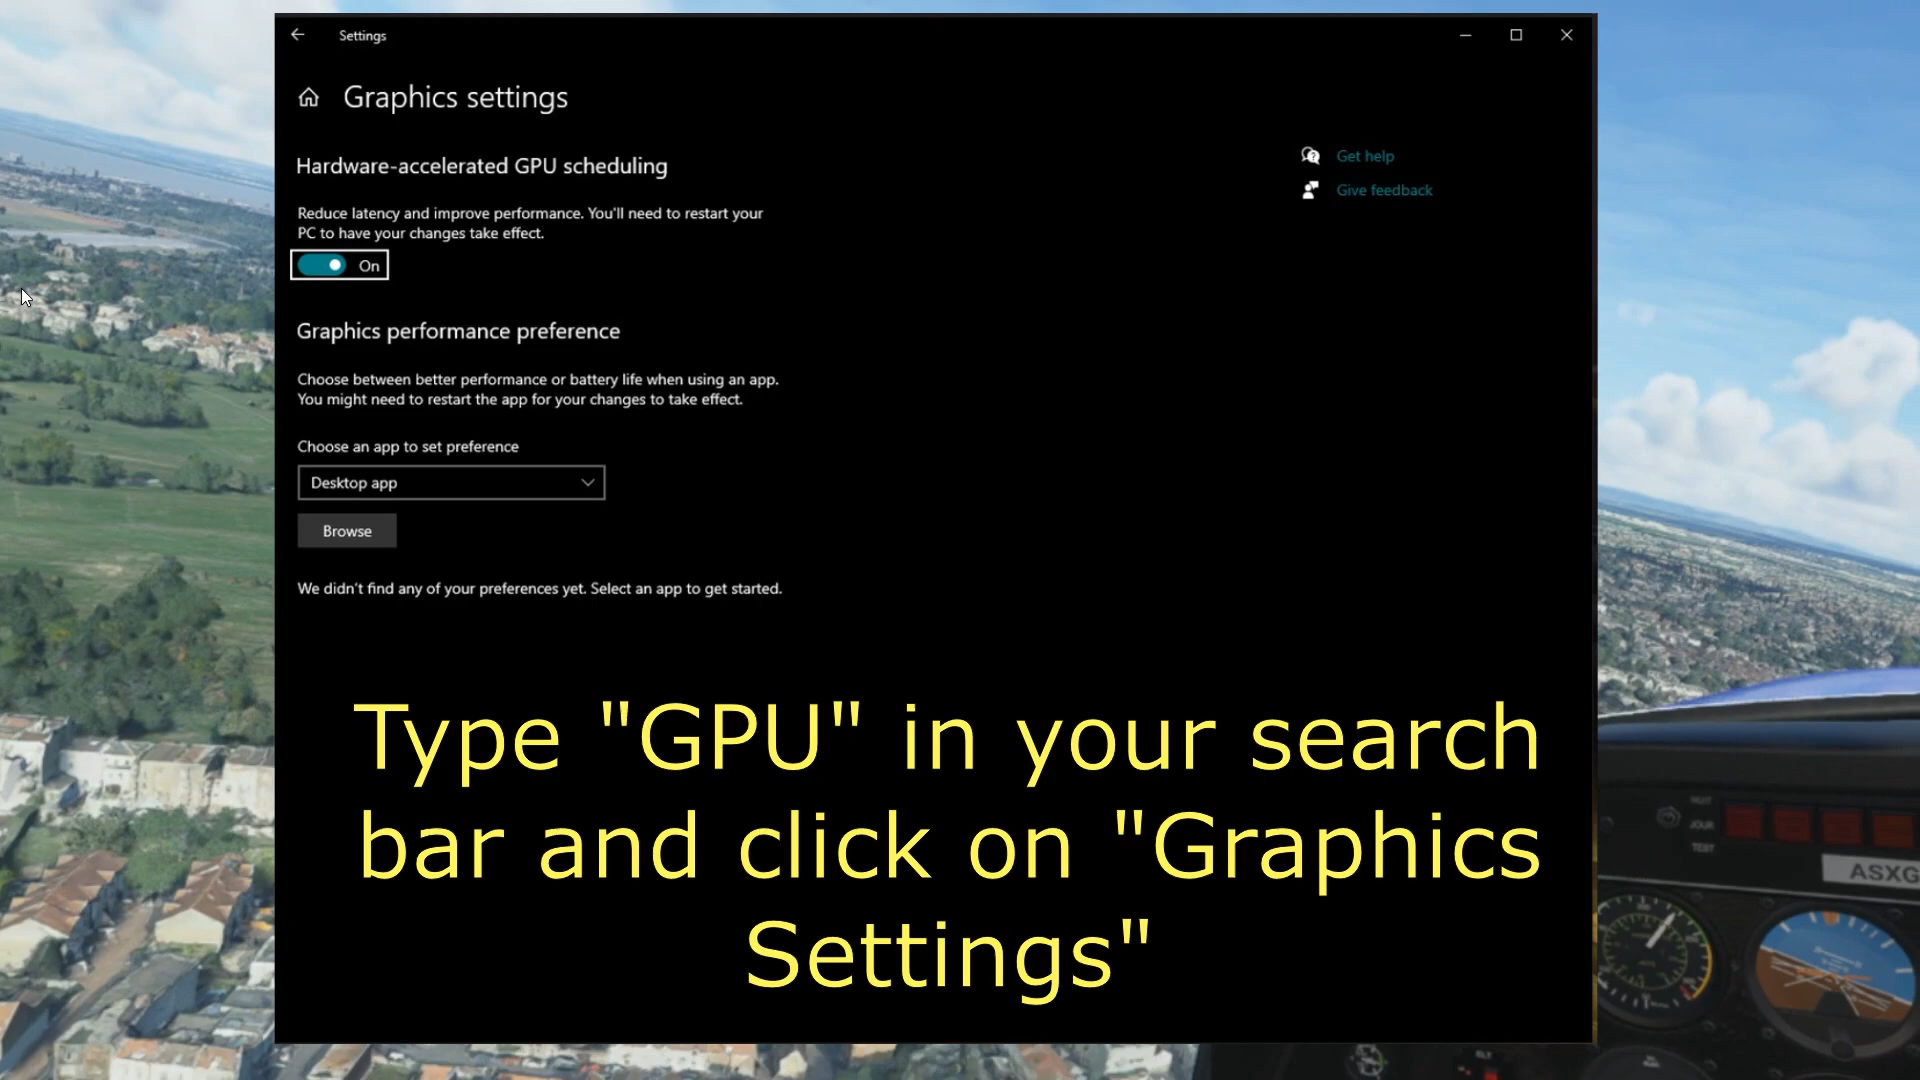 Settings
Graphics settings
Hardware-accelerated GPU scheduling
Get help
Give feedback
Reduce latency and improve performance. You'll need to restart your
PC to have your changes take effect.
On
Graphics performance preference
Choose between better performance or battery life when using an app.
You might need to restart the app for your changes to take effect.
Choose an app to set preference
Desktop app
Browse
We didn't find any of your preferences yet. Select an app to get started.
Type "GPU" in your search
bar and click on "Graphics
Settings"
NUIT
JOUR
TEST
ASXG